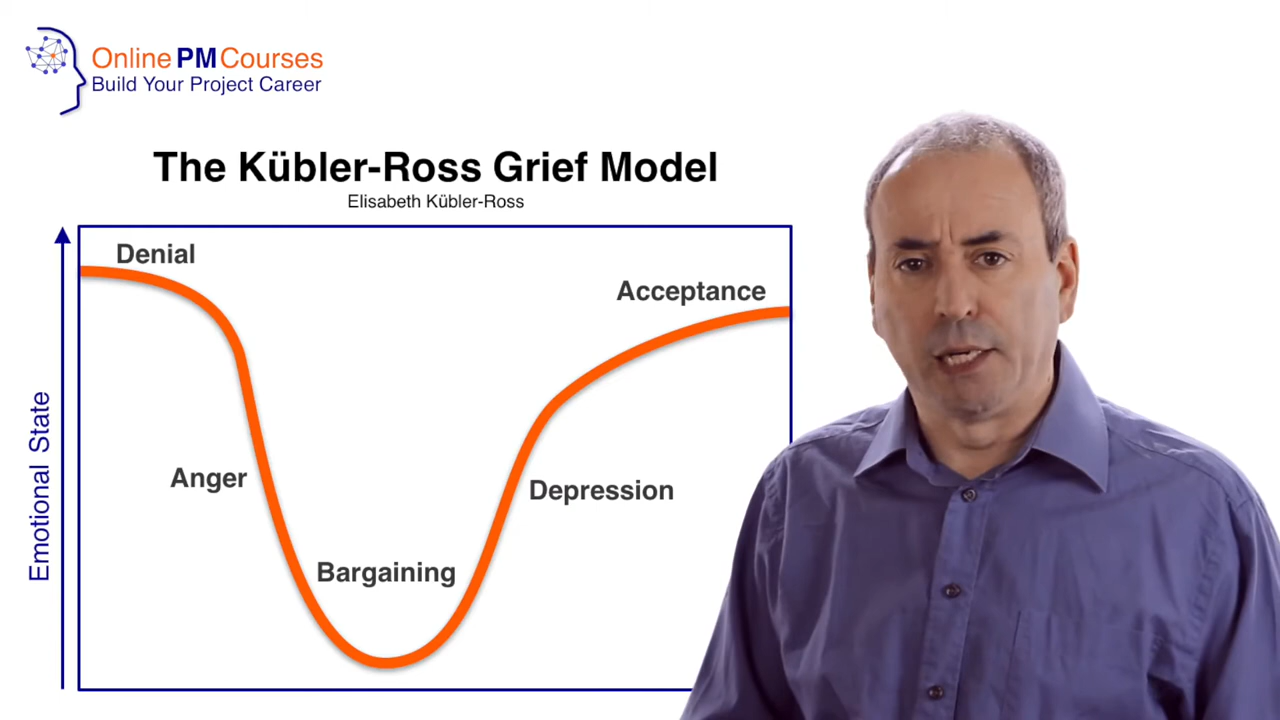 Online PM Courses
Build Your Project Career
The Kübler-Ross Grief Model
Elisabeth Kübler-Ross
Denial
Acceptance
Anger
Depression
Bargaining
Emotional State